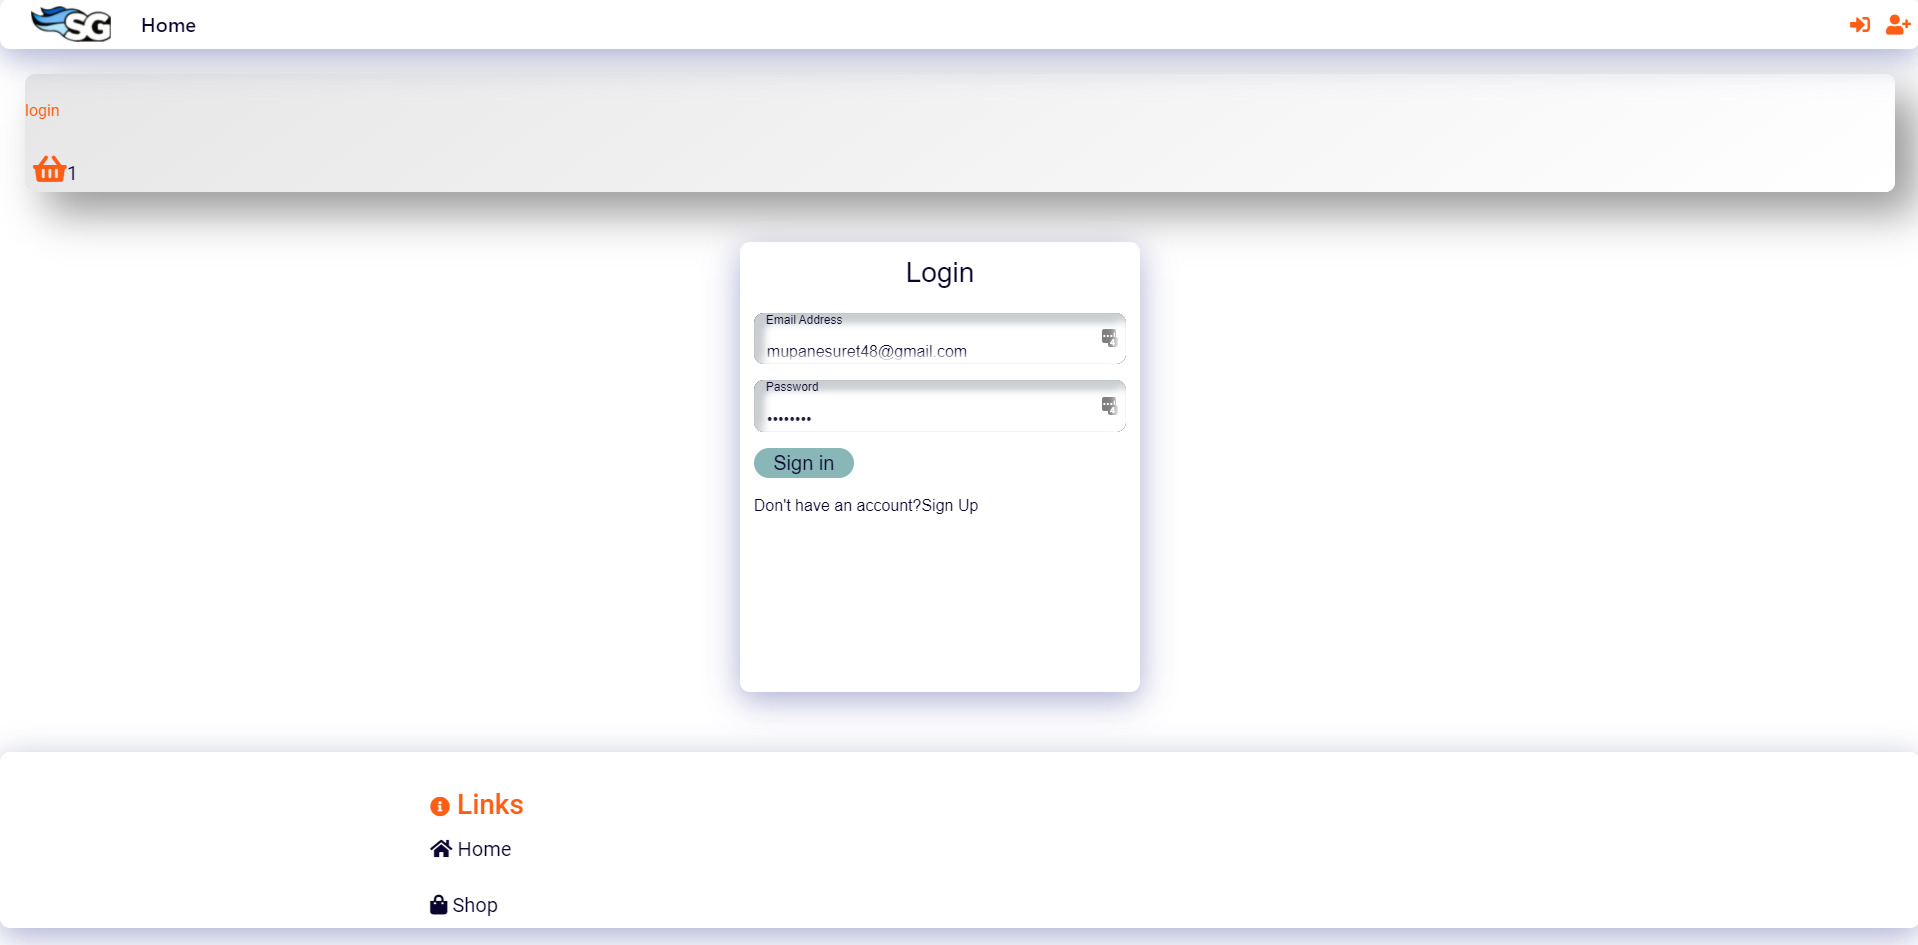 SG
Home
login
1
Login
Email Address
mupanesuret48@gmail.com
Password
••••••••
Sign in
Don't have an account?Sign Up
Links
Home
Shop